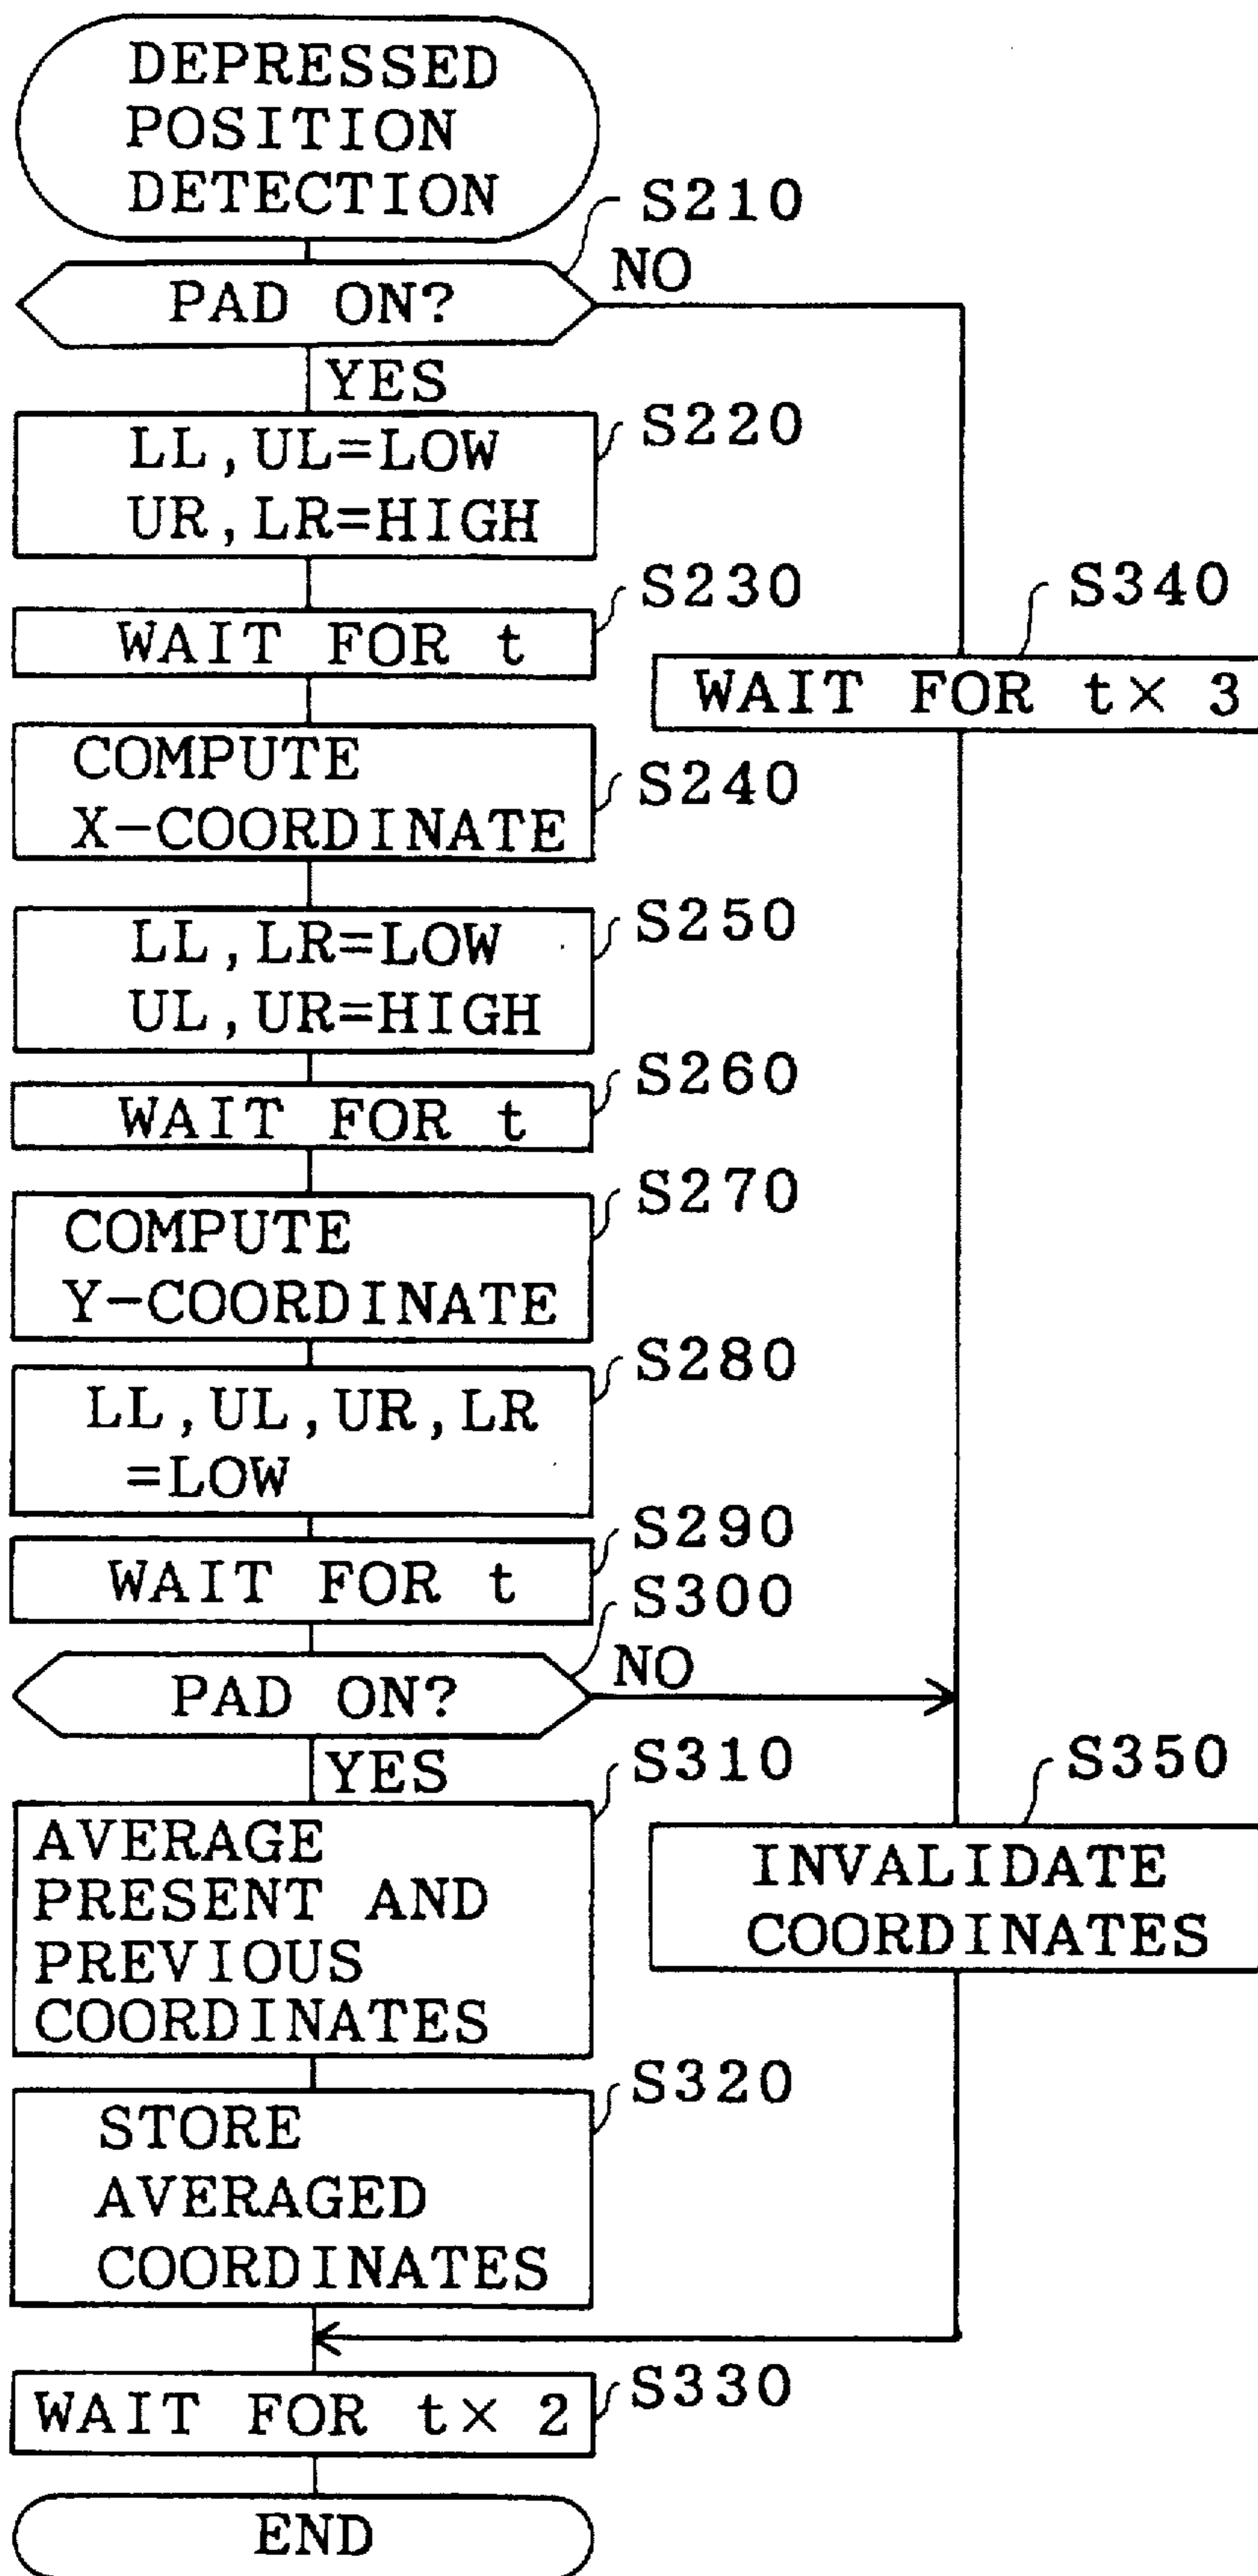 DEPRESSED
POSITION
DETECTION
S210
PAD ON?
NO
YES
S220
LL,UL=LOW
UR,LR=HIGH
S230
WAIT FOR t
S340
WAIT FOR t× 3
S240
COMPUTE
X-COORDINATE
S250
LL,LR=LOW
UL,UR=HIGH
S260
WAIT FOR t
S270
COMPUTE
Y-COORDINATE
S280
LL,UL,UR,LR
=LOW
S290
WAIT FOR t
S300
PAD ON?
NO
YES
S310
AVERAGE
PRESENT AND
PREVIOUS
COORDINATES
S350
INVALIDATE
COORDINATES
S320
STORE
AVERAGED
COORDINATES
S330
WAIT FOR t× 2
END